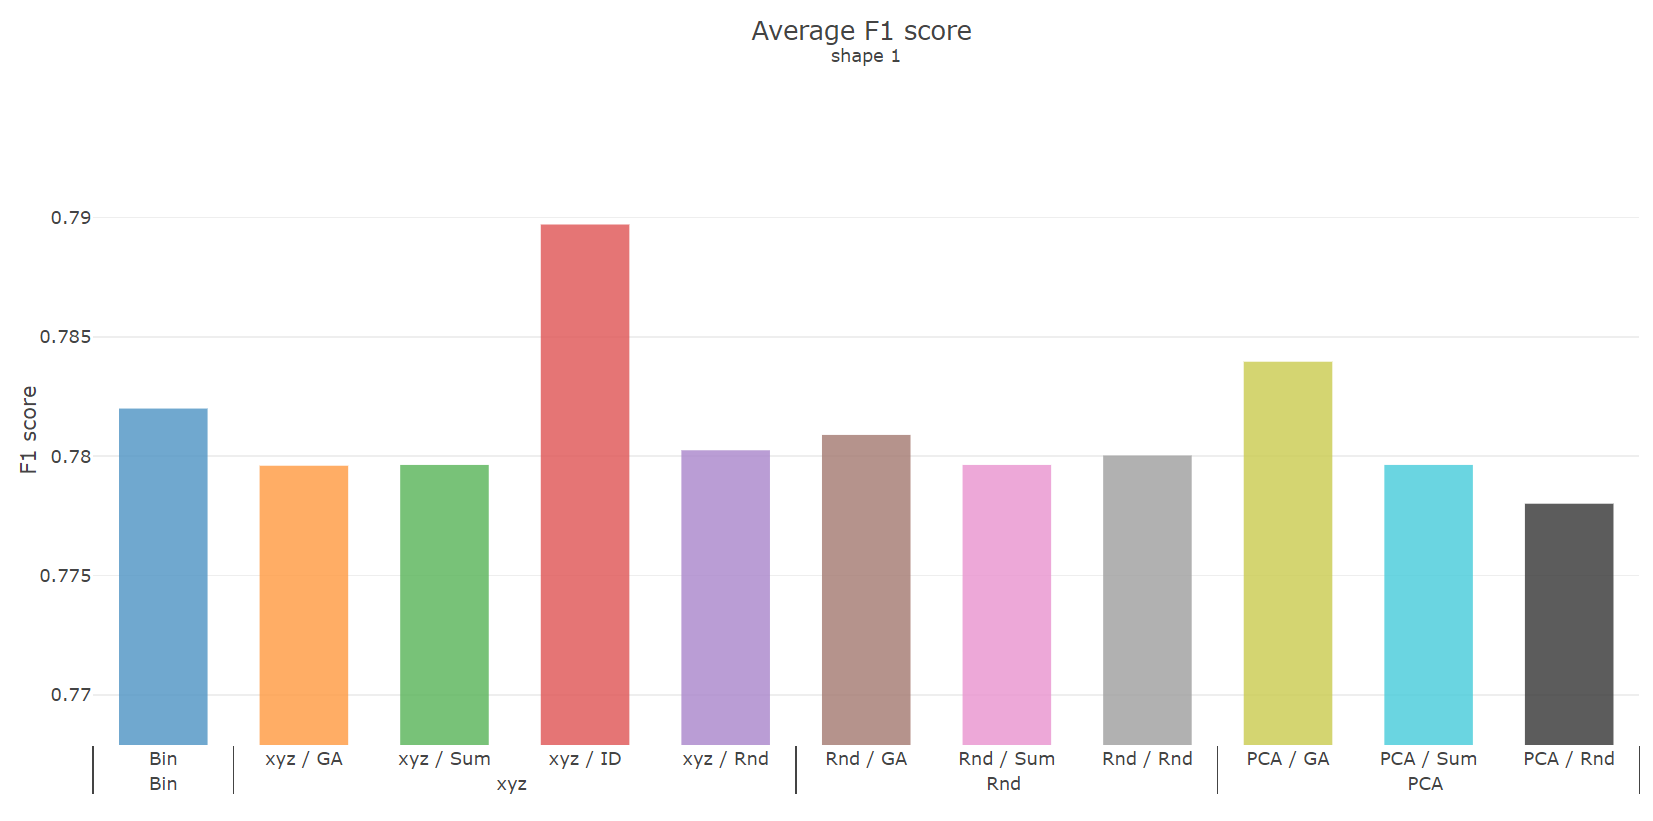 Average F1 score
shape 1
0.79
0.785
0.78
0.775
0.77
F1 score
Bin xyz / GA xyz / Sum xyz / ID xyz / Rnd Rnd / GA Rnd / Sum Rnd / Rnd PCA / GA PCA / Sum PCA / Rnd
Bin xyz Rnd PCA